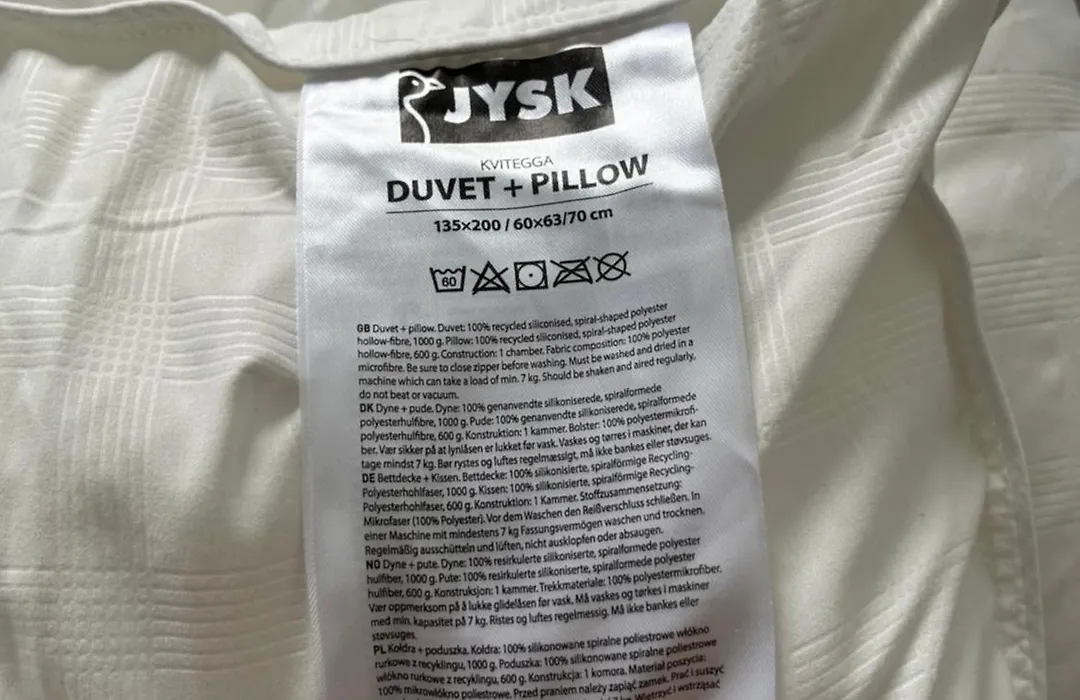 JYSK
KVITEGGA
DUVET + PILLOW
135×200 / 60×63/70 cm
60
GB Duvet + pillow. Duvet: 100% recycled siliconised, spiral-shaped polyester
hollow-fibre, 1000 g. Pillow: 100% recycled siliconised, spiral-shaped polyester
hollow-fibre, 600 g. Construction: 1 chamber. Fabric composition: 100% polyester
microfibre. Be sure to close zipper before washing. Must be washed and dried in a
machine which can take a load of min. 7 kg. Should be shaken and aired regularly,
do not beat or vacuum.
DK Dyne + pude. Dyne: 100% genanvendte silikoniserede, spiralformede
polyesterhulfibre, 1000 g. Pude: 100% genanvendte silikoniserede, spiralformede
polyesterhulfibre, 600 g. Konstruktion: 1 kammer. Bolster: 100% polyestermikrofi-
ber. Vær sikker på at lynlåsen er lukket før vask. Vaskes og tørres i maskiner, der kan
tage mindst 7 kg. Bør rystes og luftes regelmæssigt, må ikke bankes eller støvsuges.
DE Bettdecke + Kissen. Bettdecke: 100% silikonisierte, spiralförmige Recycling-
Polyesterhohlfaser, 1000 g. Kissen: 100% silikonisierte, spiralförmige Recycling-
Polyesterhohlfaser, 600 g. Konstruktion: 1 Kammer. Stoffzusammensetzung:
Mikrofaser (100% Polyester). Vor dem Waschen den Reißverschluss schließen. In
einer Maschine mit mindestens 7 kg Fassungsvermögen waschen und trocknen.
Regelmäßig ausschütteln und lüften, nicht ausklopfen oder absaugen.
NO Dyne + pute. Dyne: 100% resirkulerte silikoniserte, spiralformede polyester
hulfiber, 1000 g. Pute: 100% resirkulerte silikoniserte, spiralformede polyester
hulfiber, 600 g. Konstruksjon: 1 kammer. Trekkmateriale: 100% polyestermikrofiber.
Vær oppmerksom på å lukke glidelåsen før vask. Må vaskes og tørkes i maskiner
med min. kapasitet på 7 kg. Ristes og luftes regelmessig. Må ikke bankes eller
støvsuges.
PL Kołdra + poduszka. Kołdra: 100% silikonowane spiralne poliestrowe włókno
rurkowe z recyklingu, 1000 g. Poduszka: 100% silikonowane spiralne poliestrowe
włókno rurkowe z recyklingu, 600 g. Konstrukcja: 1 komora. Materiał poszycia:
100% mikrowłókno poliestrowe. Przed praniem należy zapiąć zamek. Prać i suszyć
7 kg. Wietrzyć i wstrząsać